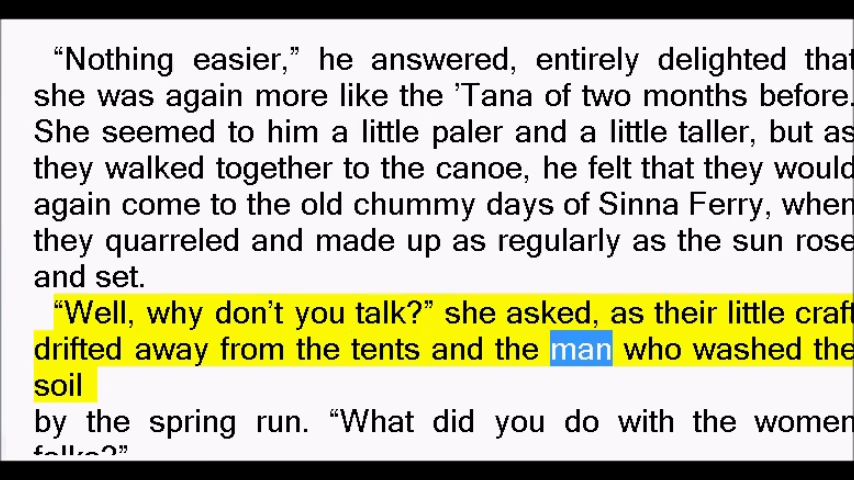 “Nothing easier,” he answered, entirely delighted that
she was again more like the ’Tana of two months before.
She seemed to him a little paler and a little taller, but as
they walked together to the canoe, he felt that they would
again come to the old chummy days of Sinna Ferry, when
they quarreled and made up as regularly as the sun rose
and set.
“Well, why don’t you talk?” she asked, as their little craft
drifted away from the tents and the man who washed the
soil
by the spring run. “What did you do with the women
folks?”